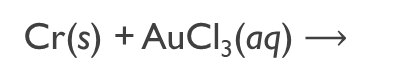 Cr(s) + AuCl₃(aq) ⟶